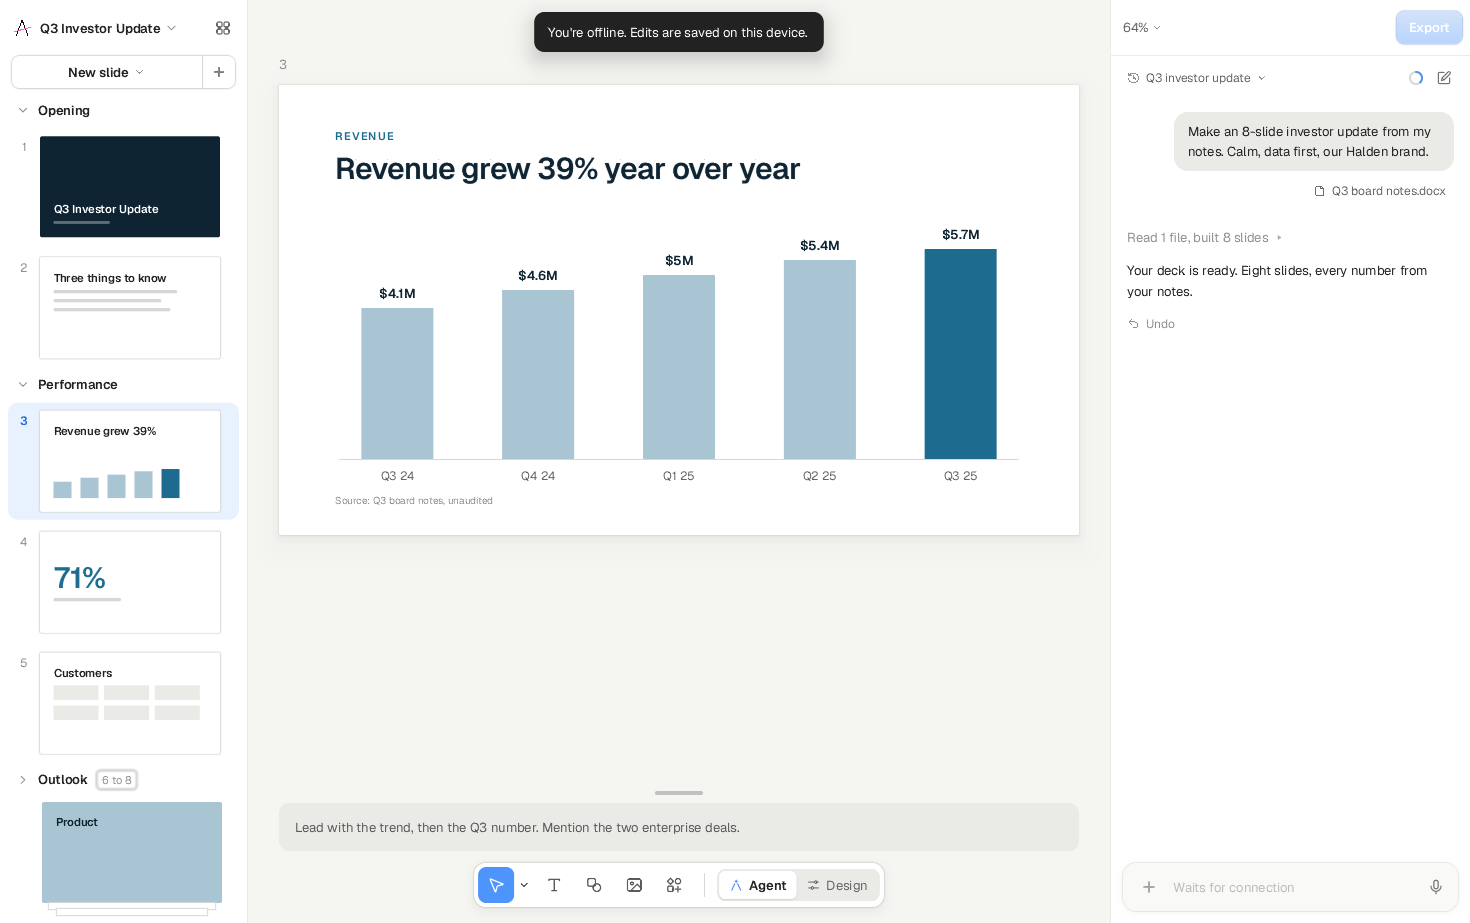 Q3 Investor Update
New slide
Opening
1
Q3 Investor Update
2
Three things to know
Performance
3
Revenue grew 39%
4
71%
5
Customers
Outlook
6 to 8
Product
You're offline. Edits are saved on this device.
3
REVENUE
Revenue grew 39% year over year
$4.1M
$4.6M
$5M
$5.4M
$5.7M
Q3 24
Q4 24
Q1 25
Q2 25
Q3 25
Source: Q3 board notes, unaudited
Lead with the trend, then the Q3 number. Mention the two enterprise deals.
Agent
Design
64%
Export
Q3 investor update
Make an 8-slide investor update from my
notes. Calm, data first, our Halden brand.
Q3 board notes.docx
Read 1 file, built 8 slides
Your deck is ready. Eight slides, every number from
your notes.
Undo
Waits for connection